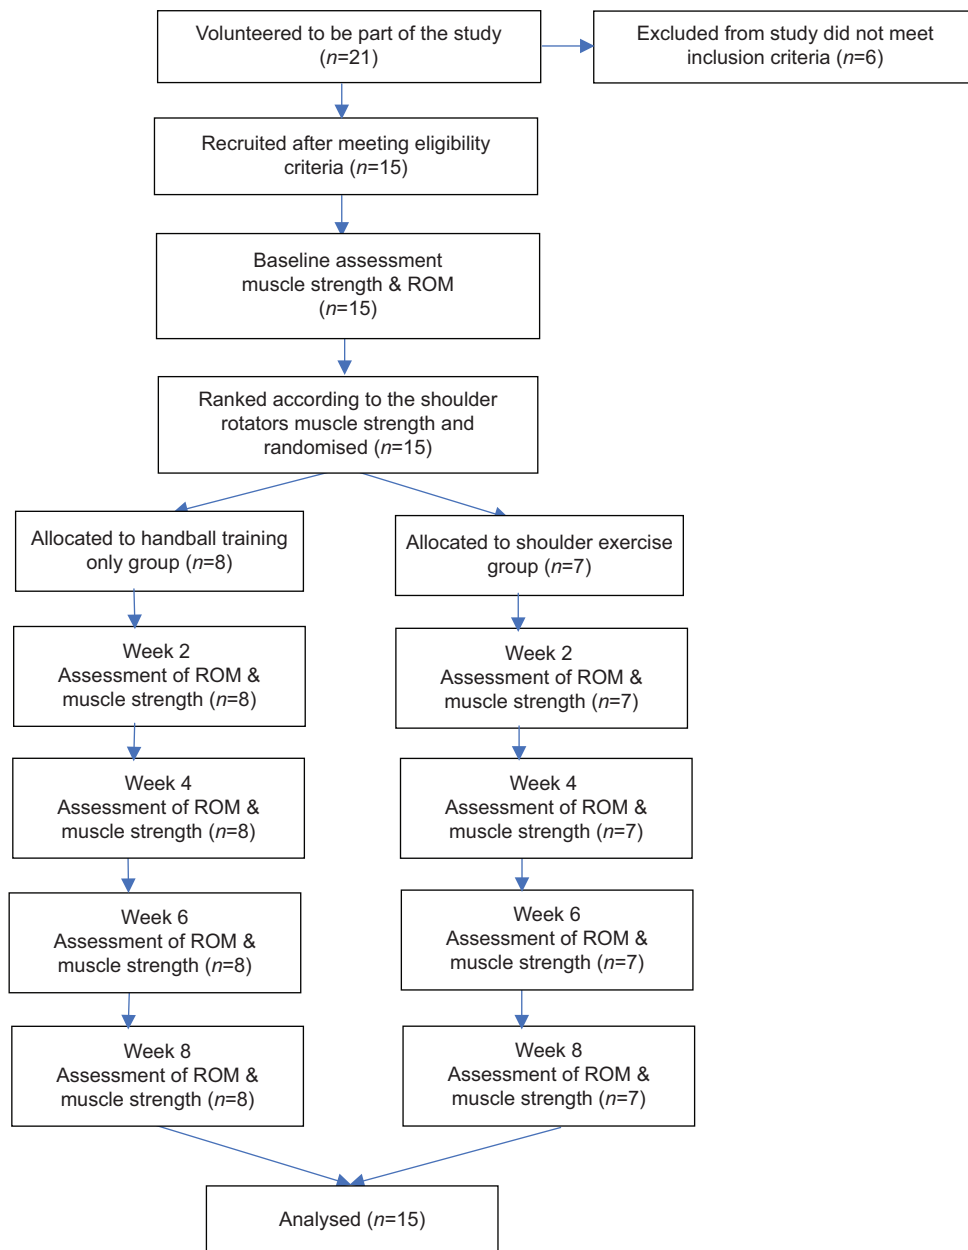 Volunteered to be part of the study
(n=21)
Excluded from study did not meet
inclusion criteria (n=6)
Recruited after meeting eligibility
criteria (n=15)
Baseline assessment
muscle strength & ROM
(n=15)
Ranked according to the shoulder
rotators muscle strength and
randomised (n=15)
Allocated to handball training
only group (n=8)
Allocated to shoulder exercise
group (n=7)
Week 2
Assessment of ROM &
muscle strength (n=8)
Week 2
Assessment of ROM &
muscle strength (n=7)
Week 4
Assessment of ROM &
muscle strength (n=8)
Week 4
Assessment of ROM &
muscle strength (n=7)
Week 6
Assessment of ROM &
muscle strength (n=8)
Week 6
Assessment of ROM &
muscle strength (n=7)
Week 8
Assessment of ROM &
muscle strength (n=8)
Week 8
Assessment of ROM &
muscle strength (n=7)
Analysed (n=15)